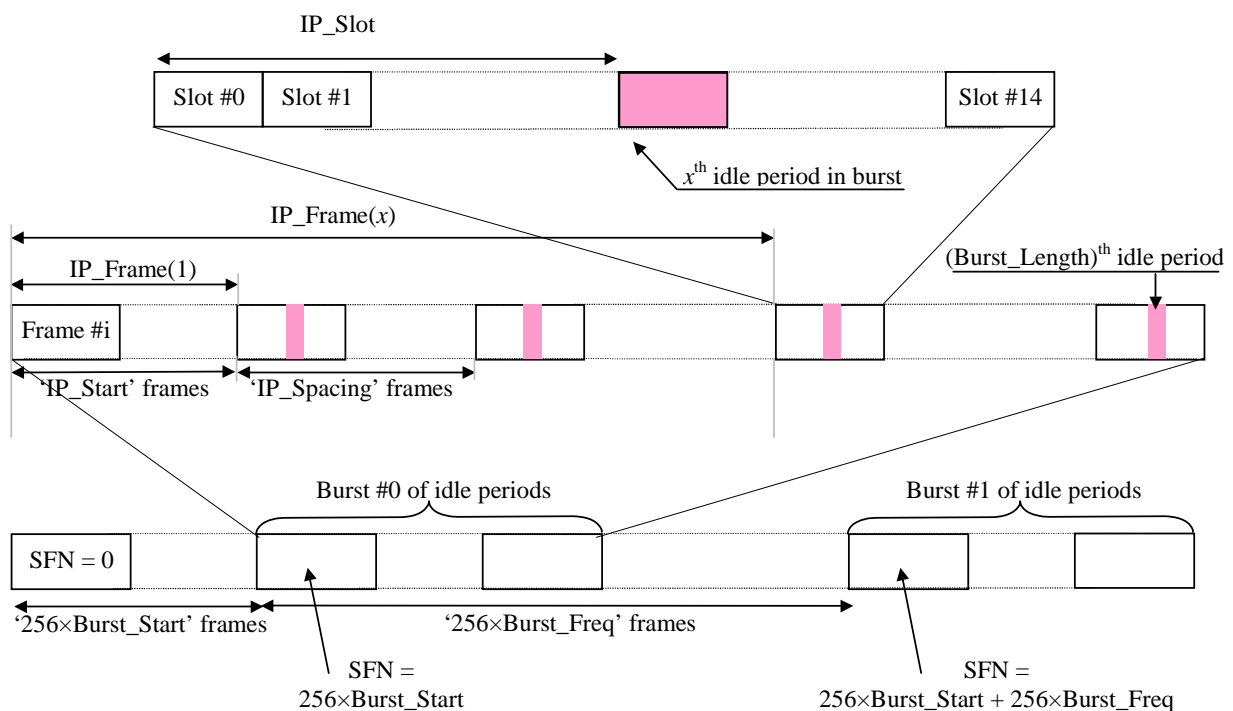 IP_Slot
Slot #0 Slot #1 Slot #14
xth idle period in burst
IP_Frame(x)
IP_Frame(1)
(Burst_Length)th idle period
Frame #i
‘IP_Start’ frames ‘IP_Spacing’ frames
Burst #0 of idle periods Burst #1 of idle periods
SFN = 0
‘256×Burst_Start’ frames ‘256×Burst_Freq’ frames
SFN =
256×Burst_Start
SFN =
256×Burst_Start + 256×Burst_Freq